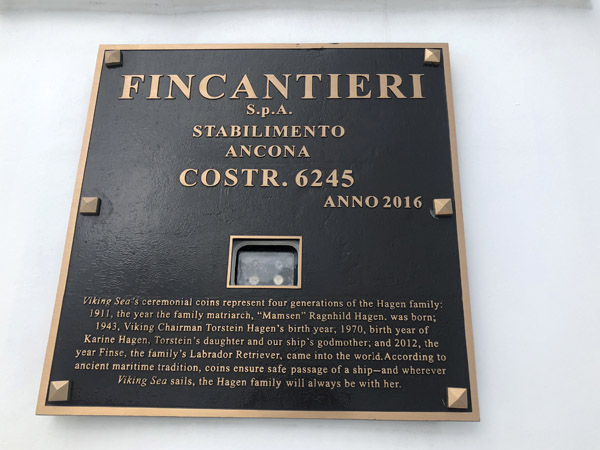 FINCANTIERI
S.p.A.
STABILIMENTO
ANCONA
COSTR. 6245
ANNO 2016
Viking Sea's ceremonial coins represent four generations of the Hagen family:
1911, the year the family matriarch, "Mamsen" Ragnhild Hagen, was born;
1943, Viking Chairman Torstein Hagen's birth year, 1970, birth year of
Karine Hagen, Torstein's daughter and our ship's godmother; and 2012, the
year Finse, the family's Labrador Retriever, came into the world. According to
ancient maritime tradition, coins ensure safe passage of a ship—and wherever
Viking Sea sails, the Hagen family will always be with her.